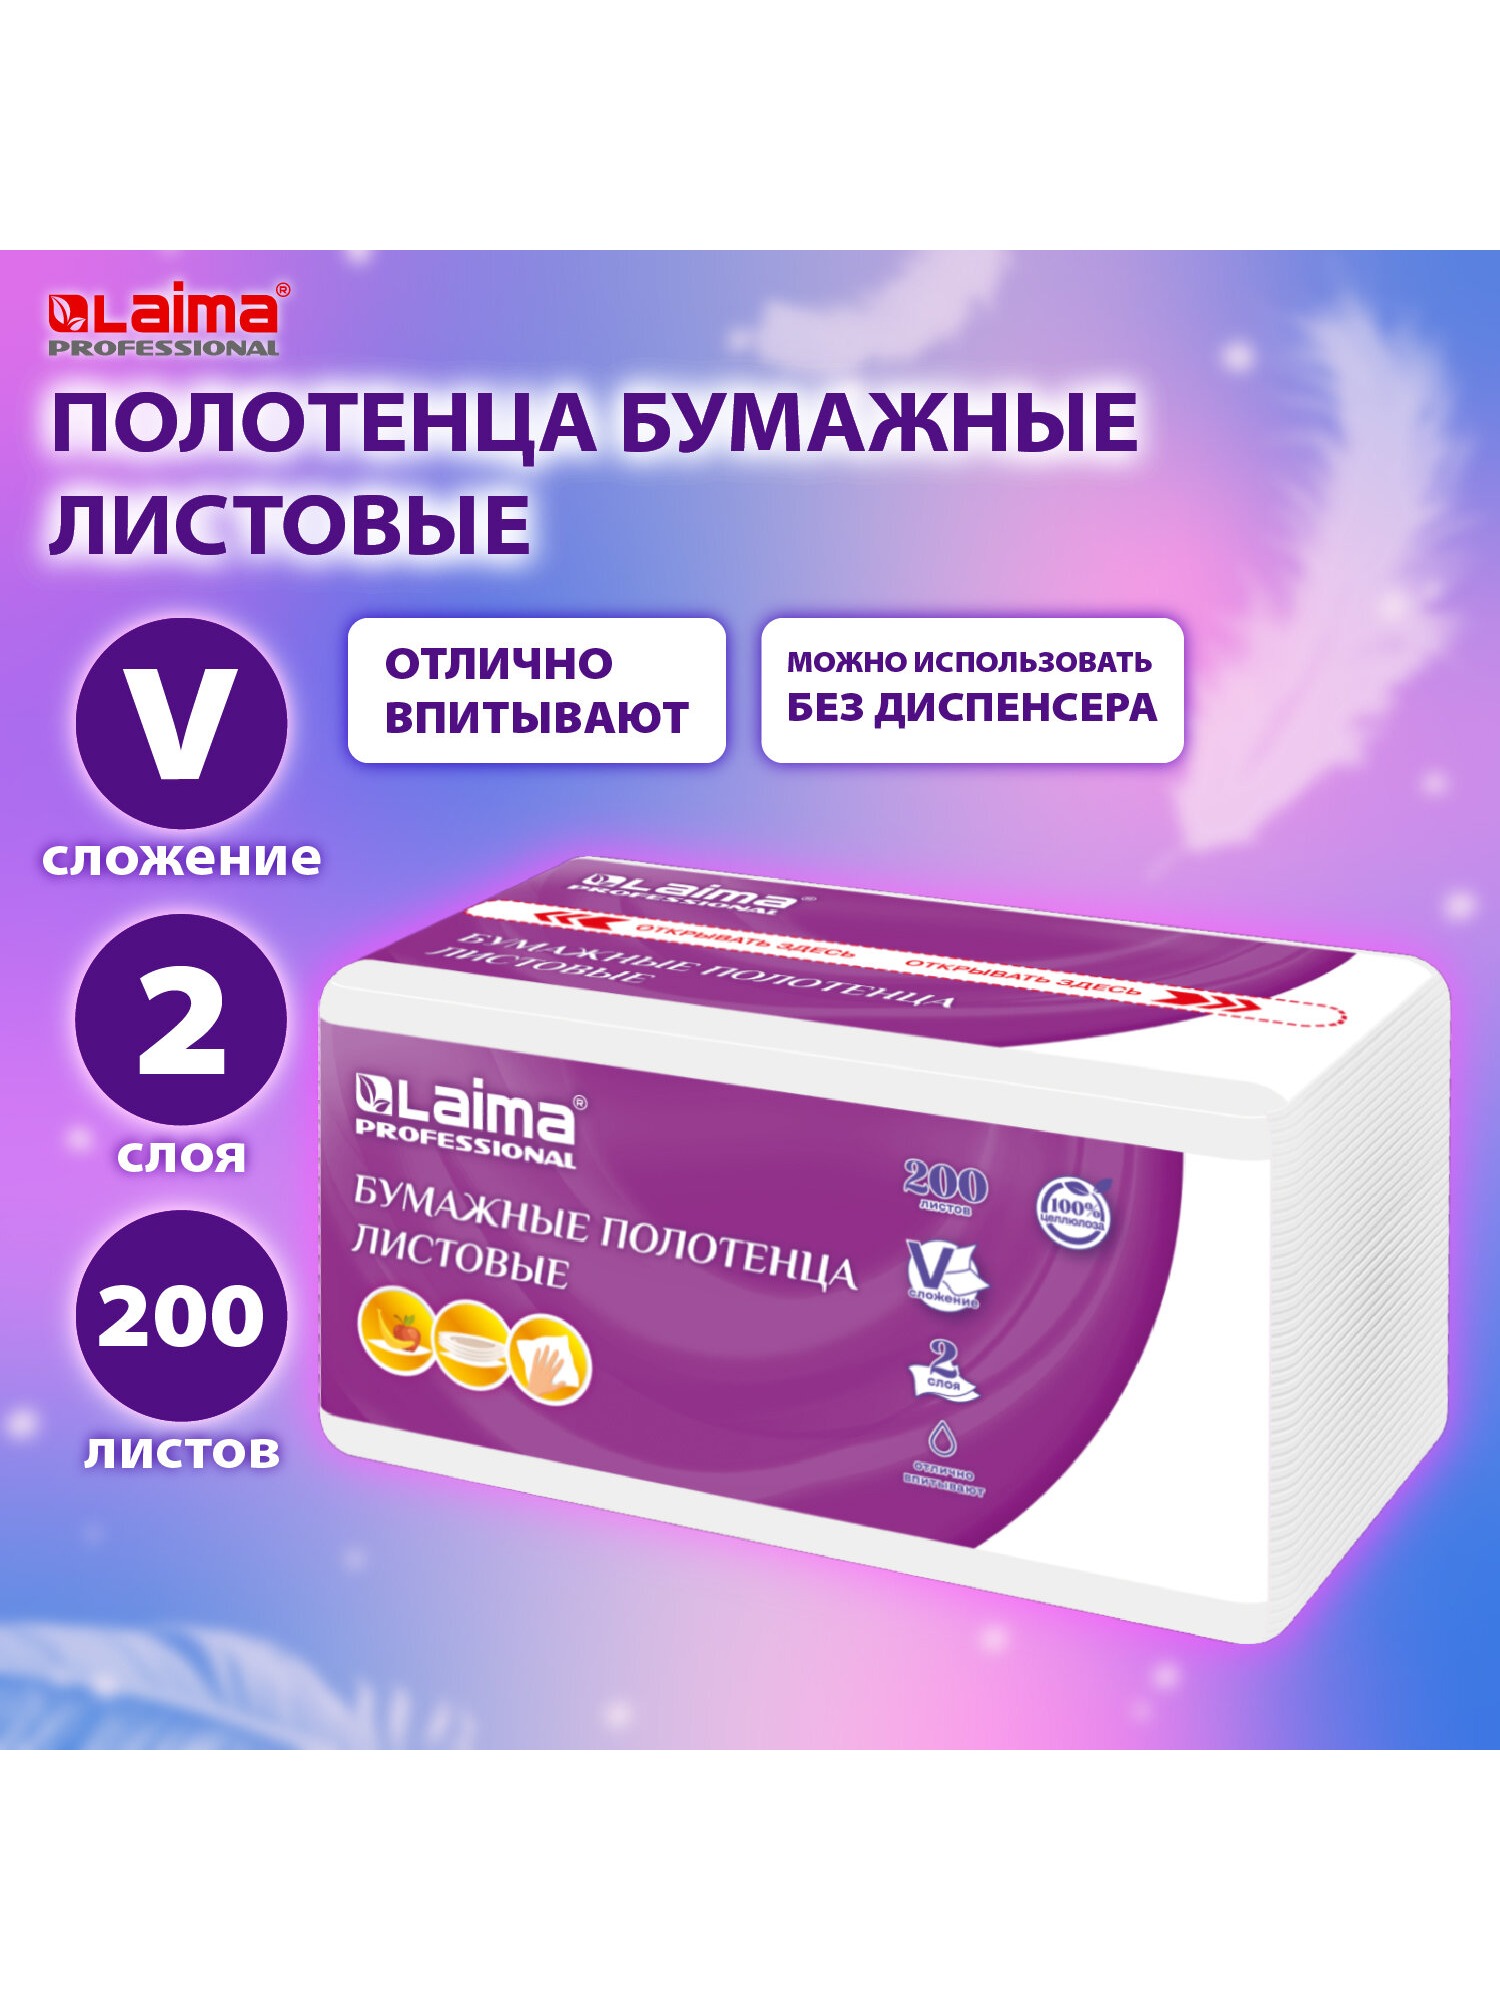 Laima®
PROFESSIONAL
ПОЛОТЕНЦА БУМАЖНЫЕ
ЛИСТОВЫЕ
V
сложение
ОТЛИЧНО
ВПИТЫВАЮТ
МОЖНО ИСПОЛЬЗОВАТЬ
БЕЗ ДИСПЕНСЕРА
2
слоя
200
листов
Laima®
PROFESSIONAL
ОТКРЫВАТЬ ЗДЕСЬ ОТКРЫВАТЬ ЗДЕСЬ
БУМАЖНЫЕ ПОЛОТЕНЦА
ЛИСТОВЫЕ
Laima®
PROFESSIONAL
БУМАЖНЫЕ ПОЛОТЕНЦА
ЛИСТОВЫЕ
200
ЛИСТОВ
100%
целлюлоза
V
сложение
2
слоя
отлично
впитывают